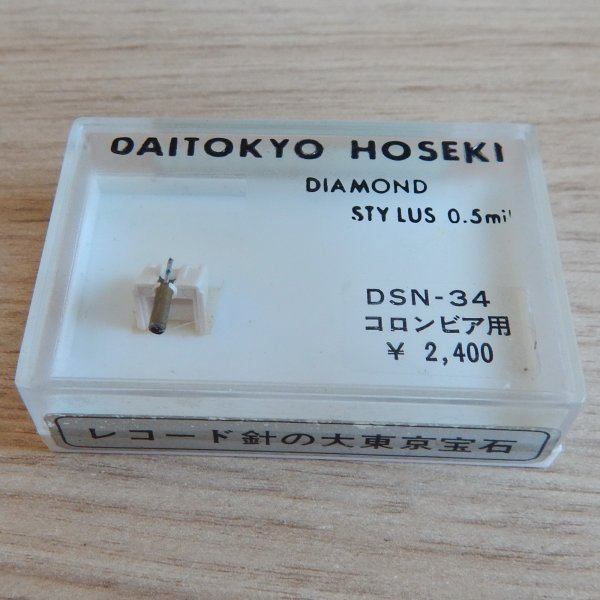 DAITOKYO HOSEKI
DIAMOND
STYLUS 0.5mil
DSN-34
コロンビア用
¥ 2,400
レコード針の大東京宝石